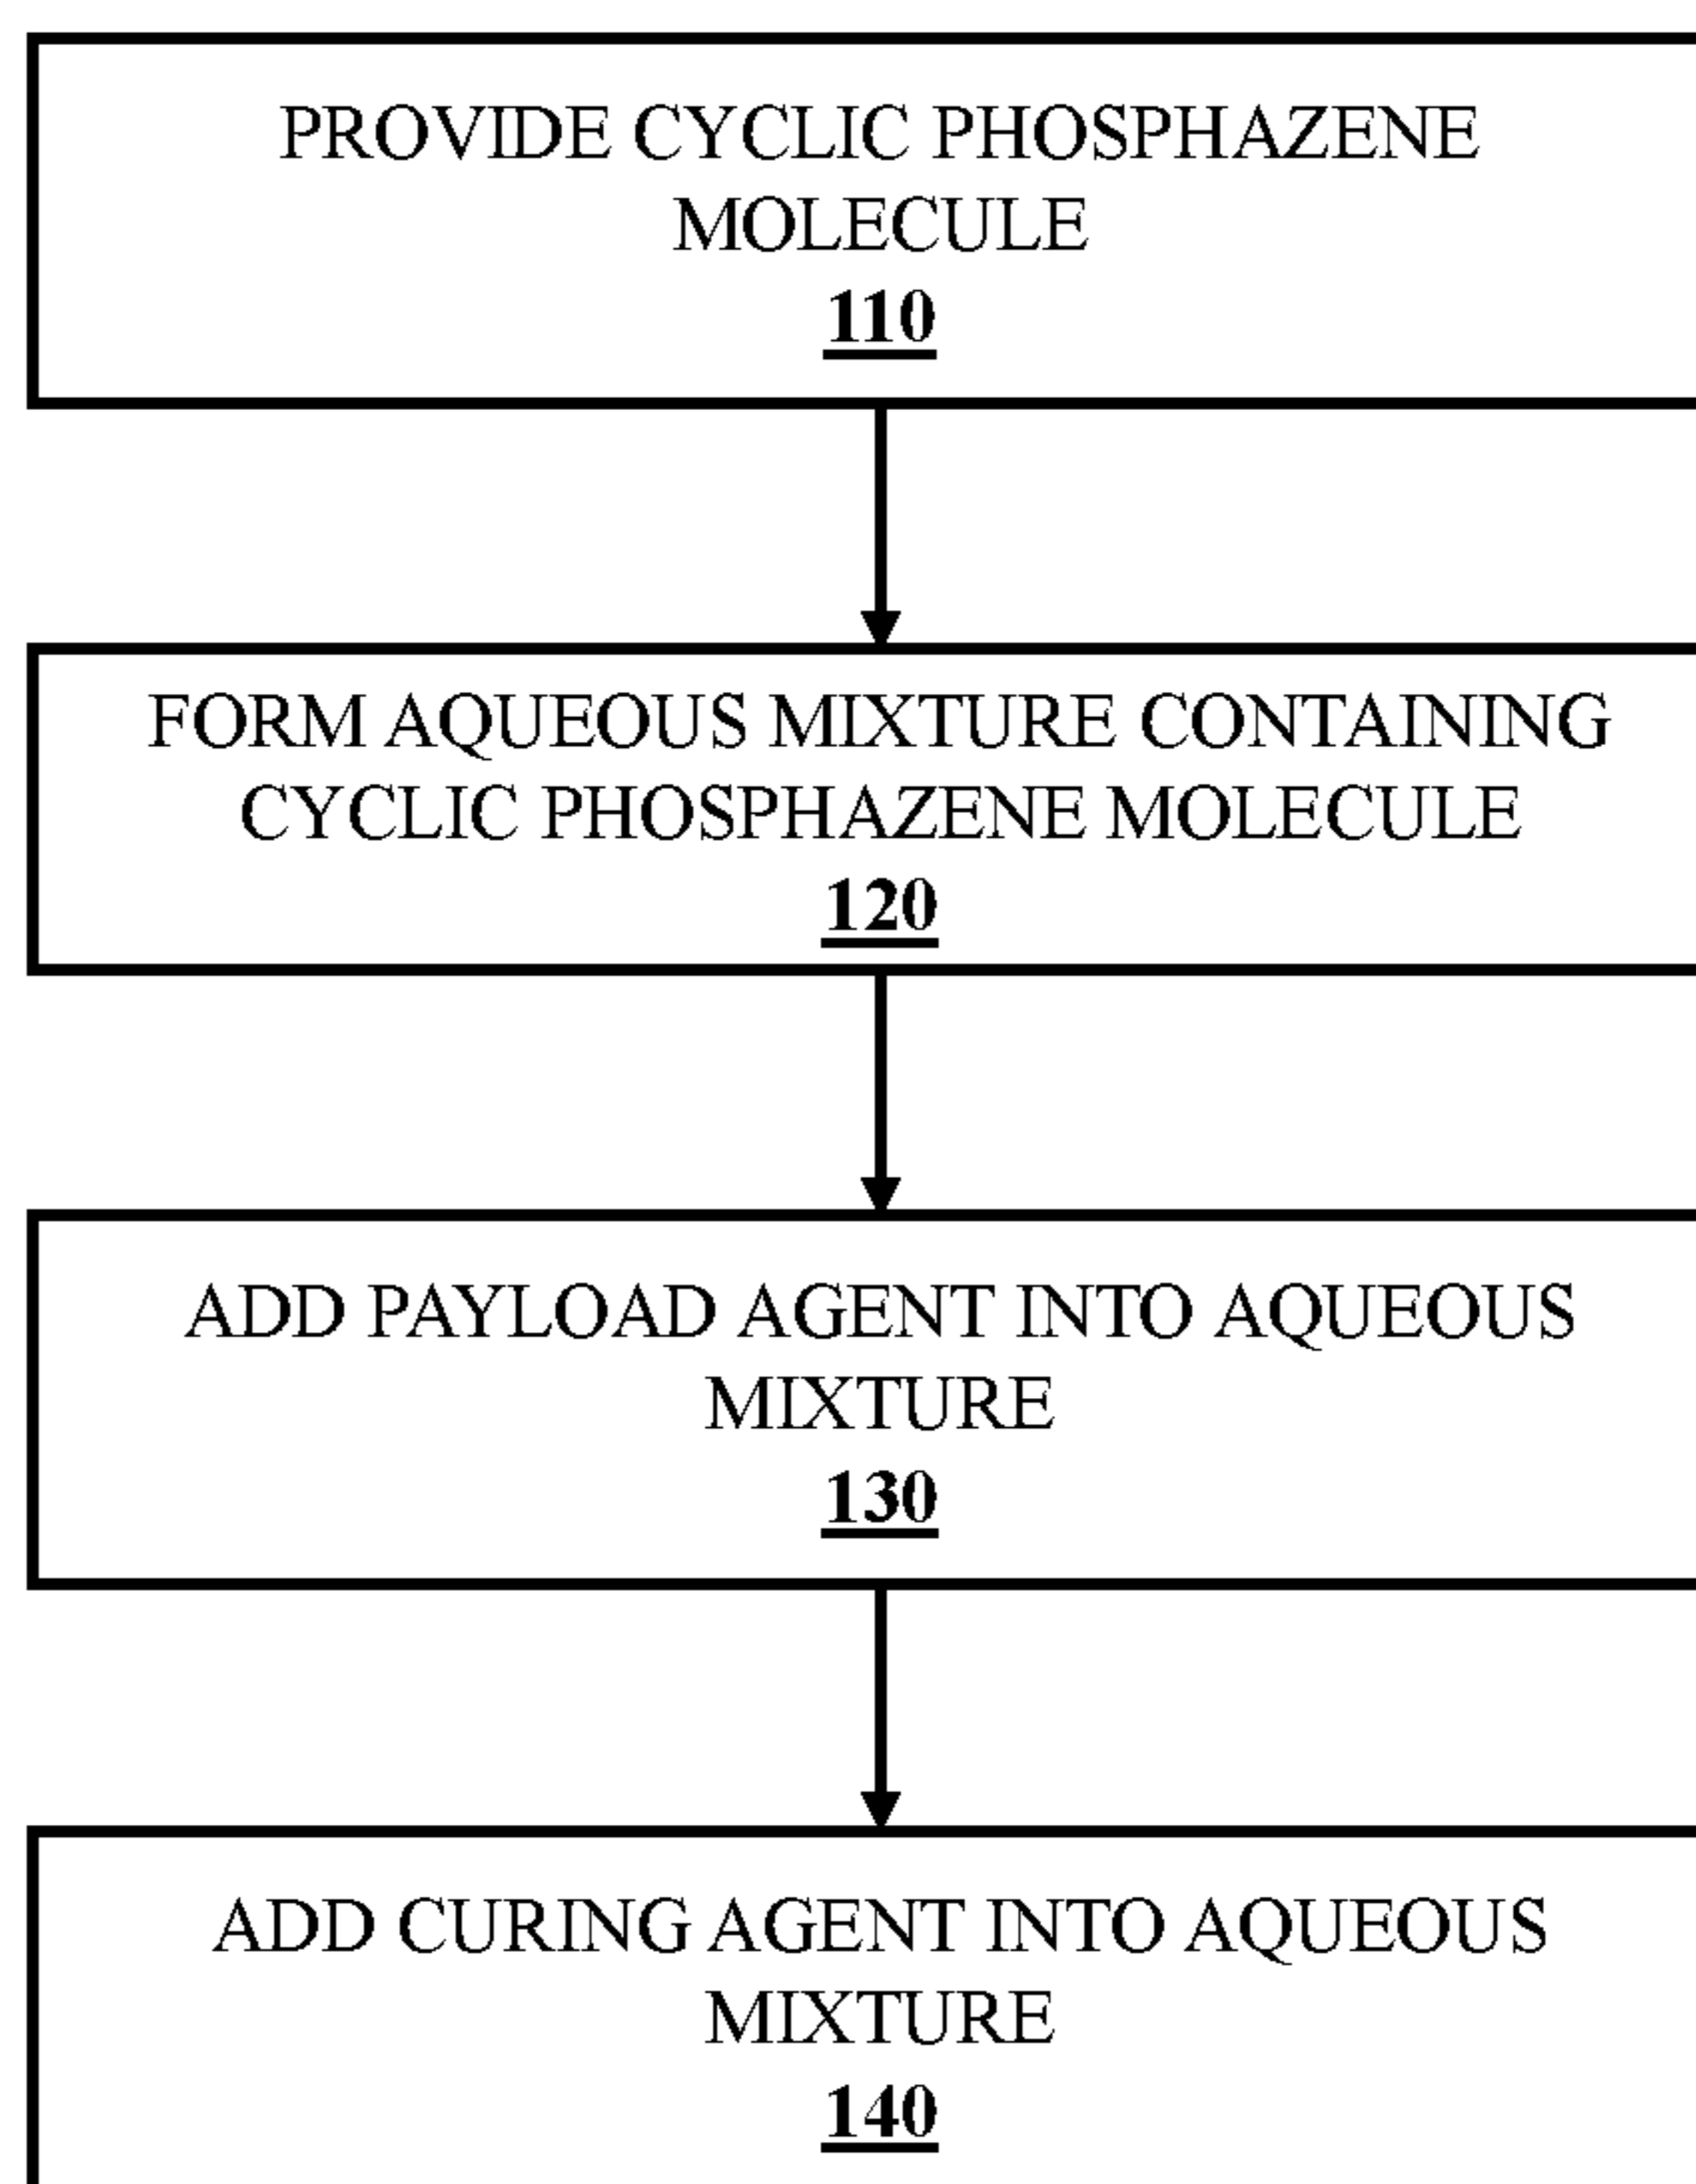 PROVIDE CYCLIC PHOSPHAZENE
MOLECULE
110
FORM AQUEOUS MIXTURE CONTAINING
CYCLIC PHOSPHAZENE MOLECULE
120
ADD PAYLOAD AGENT INTO AQUEOUS
MIXTURE
130
ADD CURING AGENT INTO AQUEOUS
MIXTURE
140